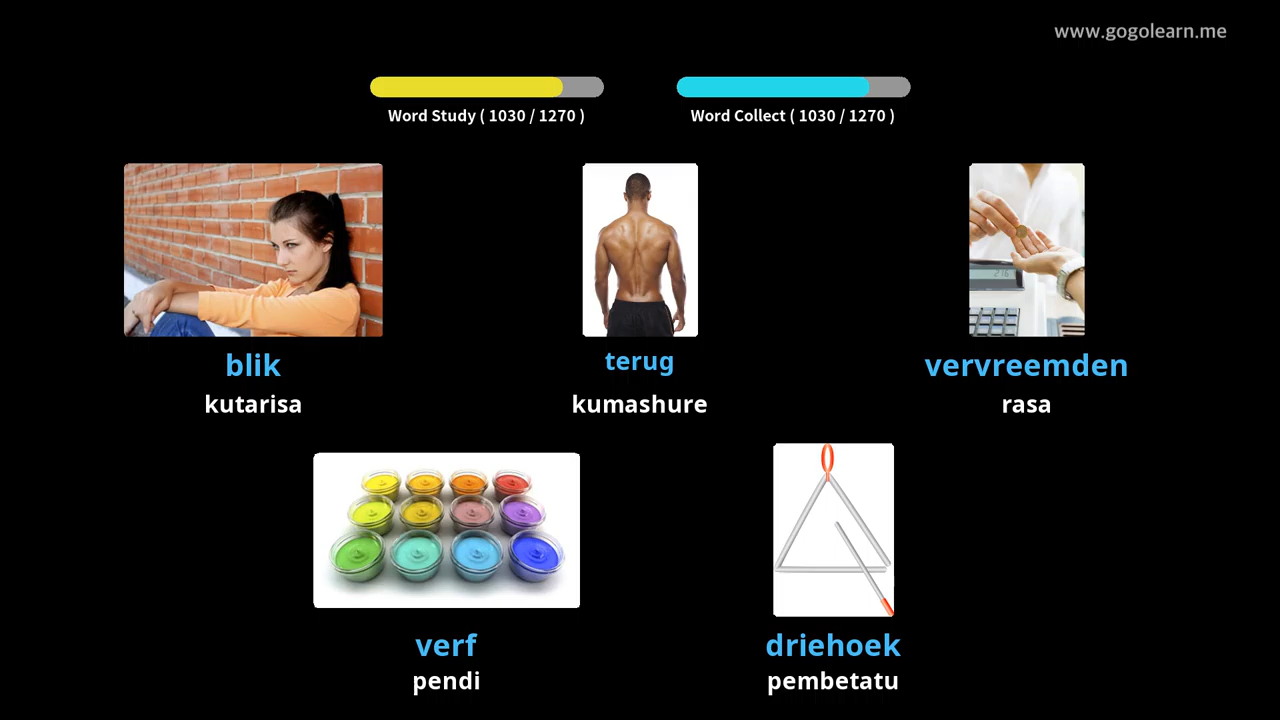 www.gogolearn.me
Word Study ( 1030 / 1270 )
Word Collect ( 1030 / 1270 )
blik
kutarisa
terug
kumashure
vervreemden
rasa
verf
pendi
driehoek
pembetatu